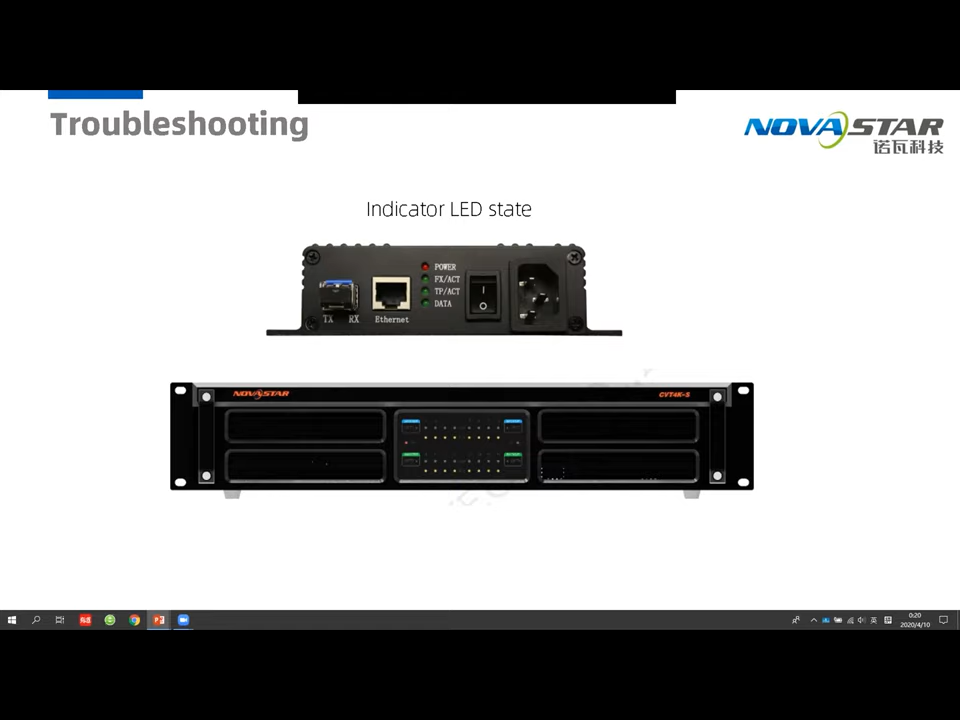 Troubleshooting
NOVASTAR
诺瓦科技
Indicator LED state
POWER
FX/ACT
TP/ACT
DATA
TX RX Ethernet
NOVASTAR
CVT4K-S
0:20
英
2020/4/10